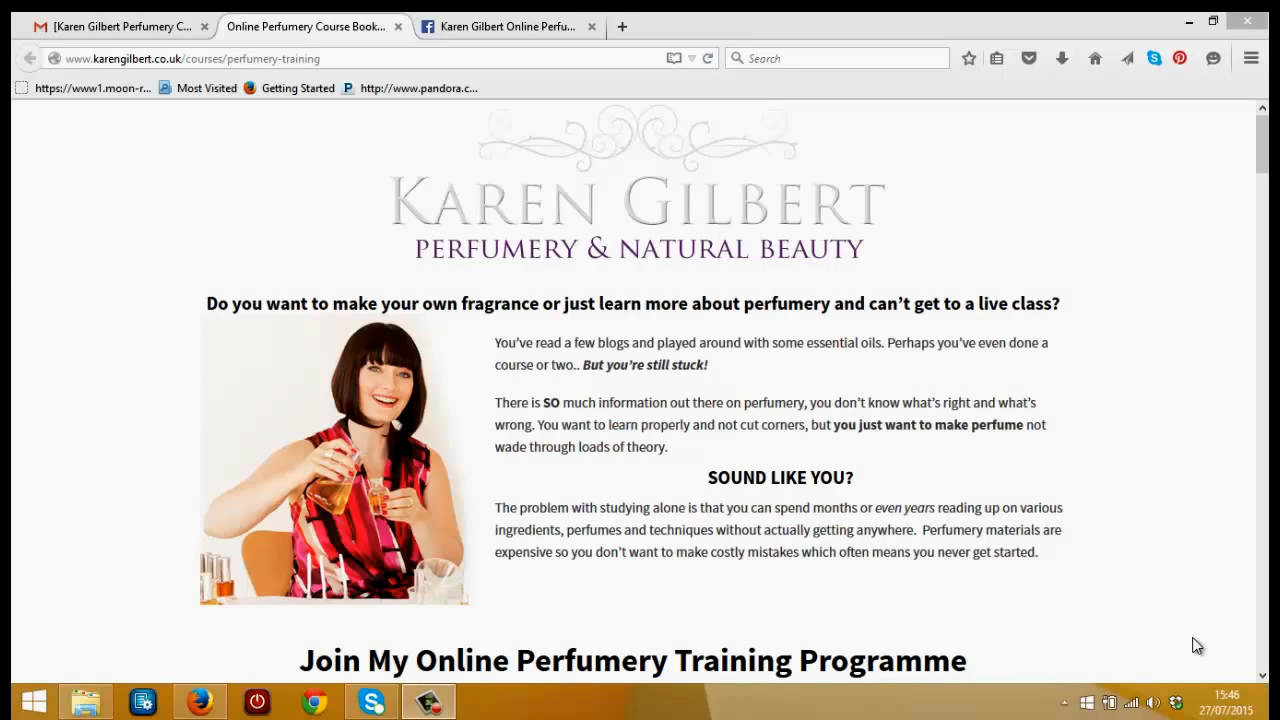 [Karen Gilbert Perfumery C...
Online Perfumery Course Book...
Karen Gilbert Online Perfu...
www.karengilbert.co.uk/courses/perfumery-training
Search
https://www1.moon-r...
Most Visited
Getting Started
http://www.pandora.c...
KAREN GILBERT
PERFUMERY & NATURAL BEAUTY
Do you want to make your own fragrance or just learn more about perfumery and can’t get to a live class?
You’ve read a few blogs and played around with some essential oils. Perhaps you’ve even done a
course or two.. But you’re still stuck!
There is SO much information out there on perfumery, you don’t know what’s right and what’s
wrong. You want to learn properly and not cut corners, but you just want to make perfume not
wade through loads of theory.
SOUND LIKE YOU?
The problem with studying alone is that you can spend months or even years reading up on various
ingredients, perfumes and techniques without actually getting anywhere. Perfumery materials are
expensive so you don’t want to make costly mistakes which often means you never get started.
Join My Online Perfumery Training Programme
15:46
27/07/2015